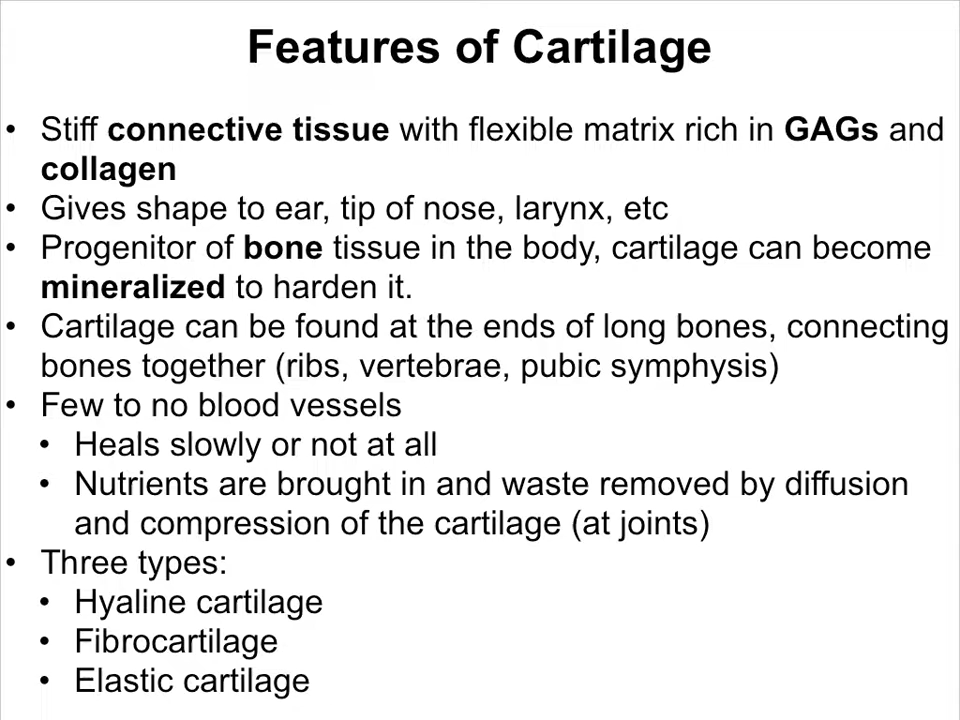 Features of Cartilage
• Stiff connective tissue with flexible matrix rich in GAGs and
collagen
• Gives shape to ear, tip of nose, larynx, etc
• Progenitor of bone tissue in the body, cartilage can become
mineralized to harden it.
• Cartilage can be found at the ends of long bones, connecting
bones together (ribs, vertebrae, pubic symphysis)
• Few to no blood vessels
• Heals slowly or not at all
• Nutrients are brought in and waste removed by diffusion
and compression of the cartilage (at joints)
• Three types:
• Hyaline cartilage
• Fibrocartilage
• Elastic cartilage